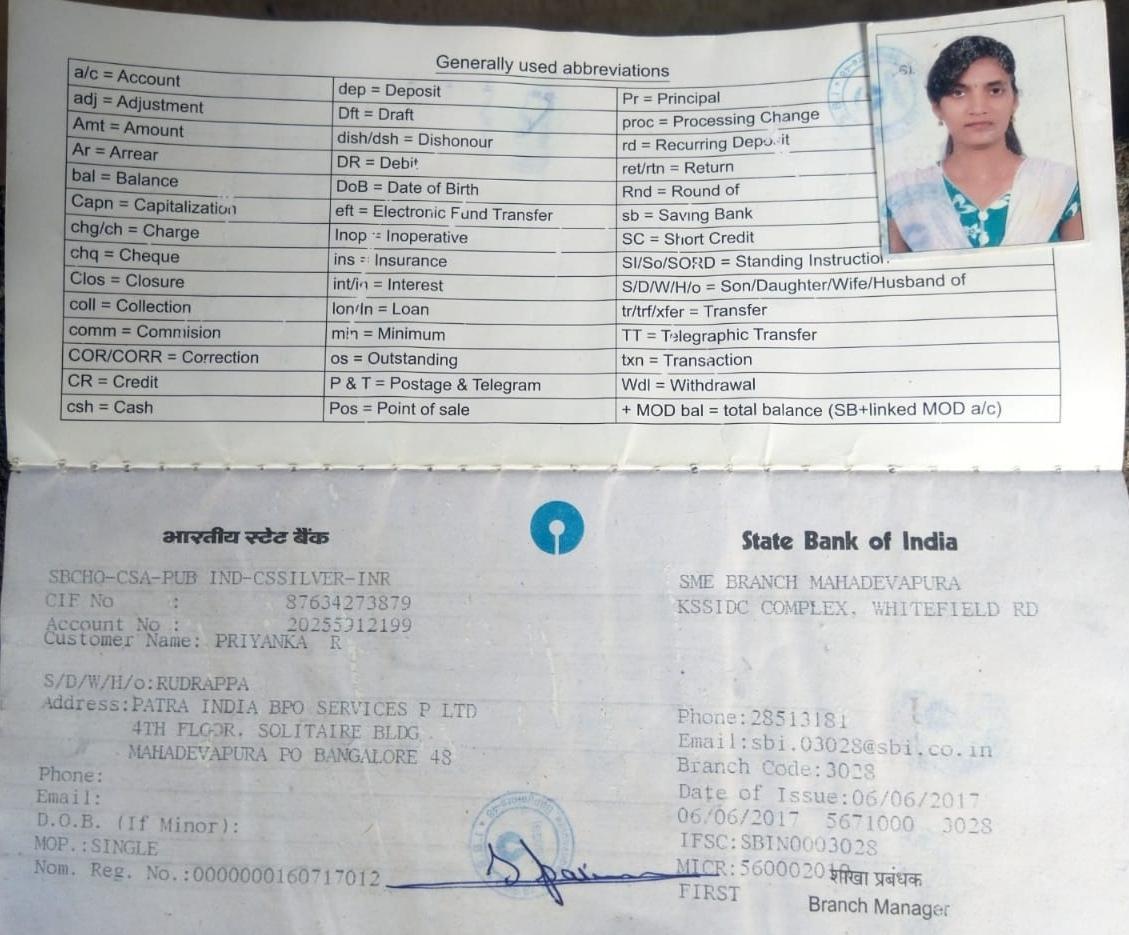 Generally used abbreviations
a/c = Account
adj = Adjustment
Amt = Amount
Ar = Arrear
bal = Balance
Capn = Capitalization
chg/ch = Charge
chq = Cheque
Clos = Closure
coll = Collection
comm = Commision
COR/CORR = Correction
CR = Credit
csh = Cash
dep = Deposit
Dft = Draft
dish/dsh = Dishonour
DR = Debit
DoB = Date of Birth
eft = Electronic Fund Transfer
Inop = Inoperative
ins = Insurance
int/in = Interest
lon/ln = Loan
min = Minimum
os = Outstanding
P & T = Postage & Telegram
Pos = Point of sale
Pr = Principal
proc = Processing Change
rd = Recurring Deposit
ret/rtn = Return
Rnd = Round of
sb = Saving Bank
SC = Short Credit
SI/So/SORD = Standing Instruction
S/D/W/H/o = Son/Daughter/Wife/Husband of
tr/trf/xfer = Transfer
TT = Telegraphic Transfer
txn = Transaction
Wdl = Withdrawal
+ MOD bal = total balance (SB+linked MOD a/c)
भारतीय स्टेट बैंक
State Bank of India
SBCHQ-CSA-PUB IND-CSSILVER-INR
CIF No : 87634273879
Account No : 20255912199
Customer Name: PRIYANKA R
S/D/W/H/o:RUDRAPPA
Address:PATRA INDIA BPO SERVICES P LTD
4TH FLOOR, SOLITAIRE BLDG
MAHADEVAPURA PO BANGALORE 48
Phone:
Email:
D.O.B. (If Minor):
MOP.:SINGLE
Nom. Reg. No.:0000000160717012
SME BRANCH MAHADEVAPURA
KSSIDC COMPLEX, WHITEFIELD RD
Phone:28513181
Email:sbi.03028@sbi.co.in
Branch Code:3028
Date of Issue:06/06/2017
06/06/2017 5671000 3028
IFSC:SBIN0003028
MICR:56000201
FIRST
शाखा प्रबंधक
Branch Manager